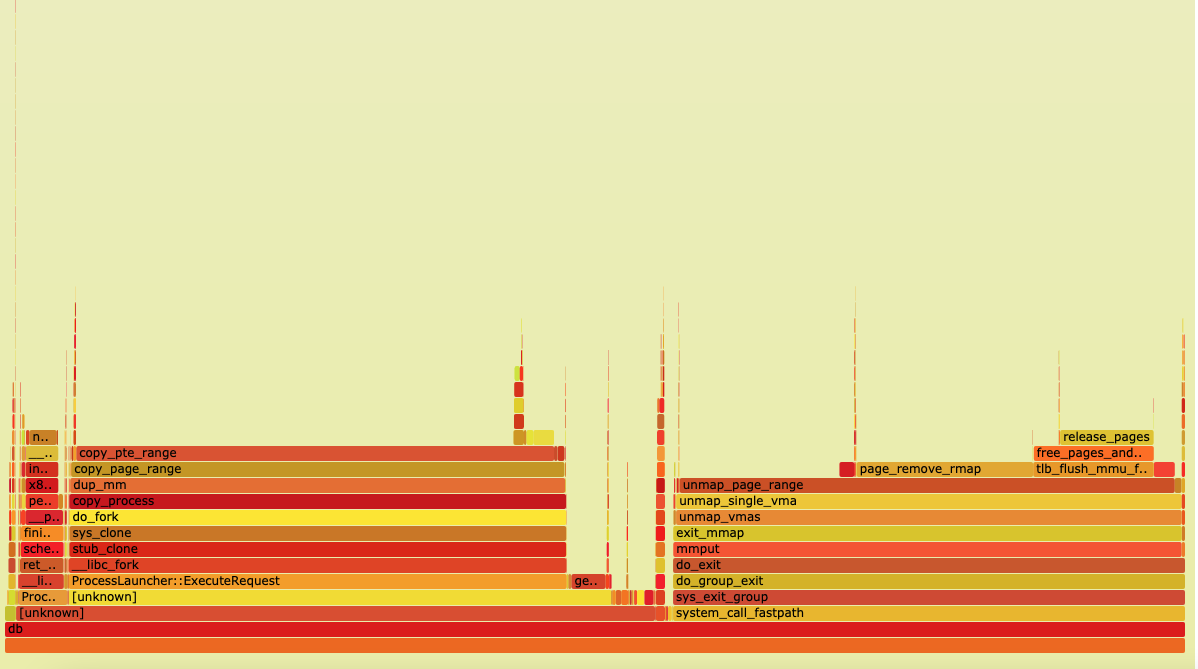 n.. release_pages
__.. copy_pte_range free_pages_and..
in.. copy_page_range page_remove_rmap tlb_flush_mmu_f..
x8.. dup_mm unmap_page_range
pe.. copy_process unmap_single_vma
__p.. do_fork unmap_vmas
fini.. sys_clone exit_mmap
sche.. stub_clone mmput
ret_.. __libc_fork do_exit
__li.. ProcessLauncher::ExecuteRequest ge.. do_group_exit
Proc.. [unknown] sys_exit_group
[unknown] system_call_fastpath
db